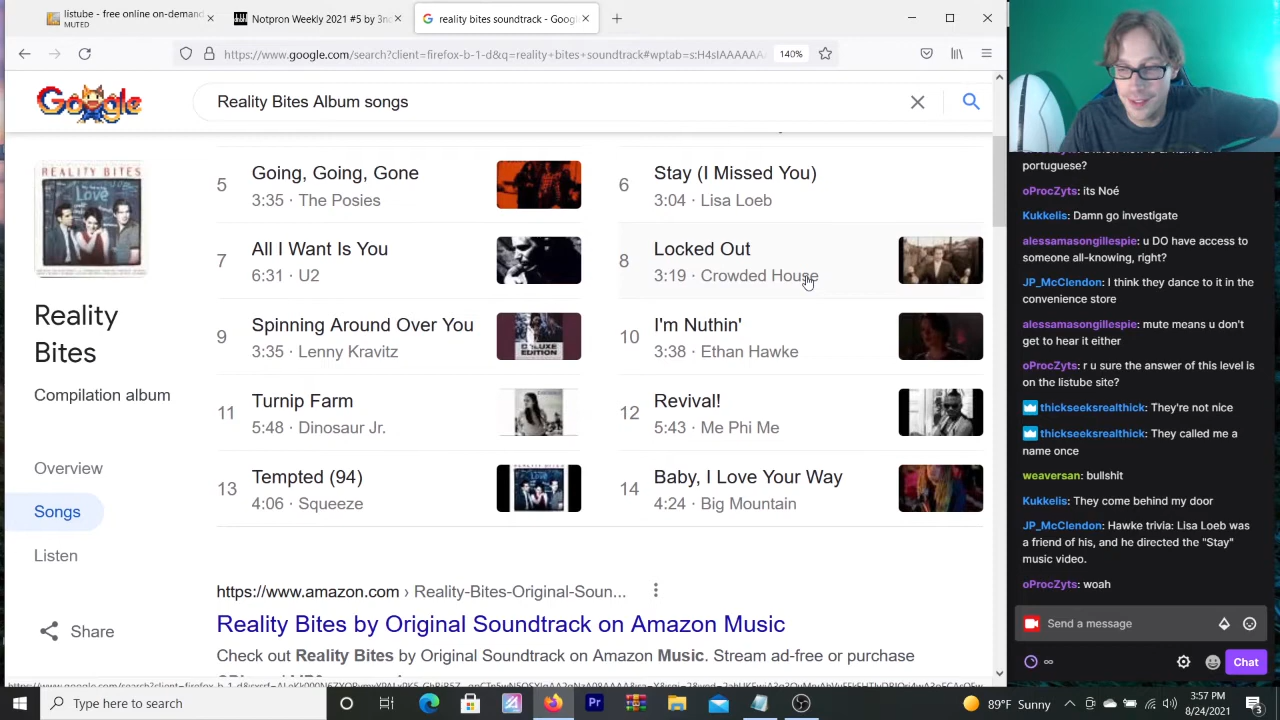 listube - free online on-demand
MUTED
Notpron Weekly 2021 #5 by 3nd
reality bites soundtrack - Goog
https://www.google.com/search?client=firefox-b-1-d&q=reality+bites+soundtrack#wptab=s:H4sIAAAAAA
140%
Google
Reality Bites Album songs
REALITY BITES
Love
5 Going, Going, Gone
3:35 · The Posies
6 Stay (I Missed You)
3:04 · Lisa Loeb
7 All I Want Is You
6:31 · U2
8 Locked Out
3:19 · Crowded House
9 Spinning Around Over You
3:35 · Lenny Kravitz
10 I'm Nuthin'
3:38 · Ethan Hawke
11 Turnip Farm
5:48 · Dinosaur Jr.
12 Revival!
5:43 · Me Phi Me
13 Tempted (94)
4:06 · Squeeze
14 Baby, I Love Your Way
4:24 · Big Mountain
Reality
Bites
Compilation album
Overview
Songs
Listen
Share
https://www.amazon.com › Reality-Bites-Original-Soun...
Reality Bites by Original Soundtrack on Amazon Music
Check out Reality Bites by Original Soundtrack on Amazon Music. Stream ad-free or purchase
portuguese?
oProcZyts: its Noé
Kukkelis: Damn go investigate
alessamasongillespie: u DO have access to
someone all-knowing, right?
JP_McClendon: I think they dance to it in the
convenience store
alessamasongillespie: mute means u don't
get to hear it either
oProcZyts: r u sure the answer of this level is
on the listube site?
thickseeksrealthick: They're not nice
thickseeksrealthick: They called me a
name once
weaversan: bullshit
Kukkelis: They come behind my door
JP_McClendon: Hawke trivia: Lisa Loeb was
a friend of his, and he directed the "Stay"
music video.
oProcZyts: woah
Send a message
Chat
Type here to search
Pr
89°F Sunny
3:57 PM
8/24/2021
3